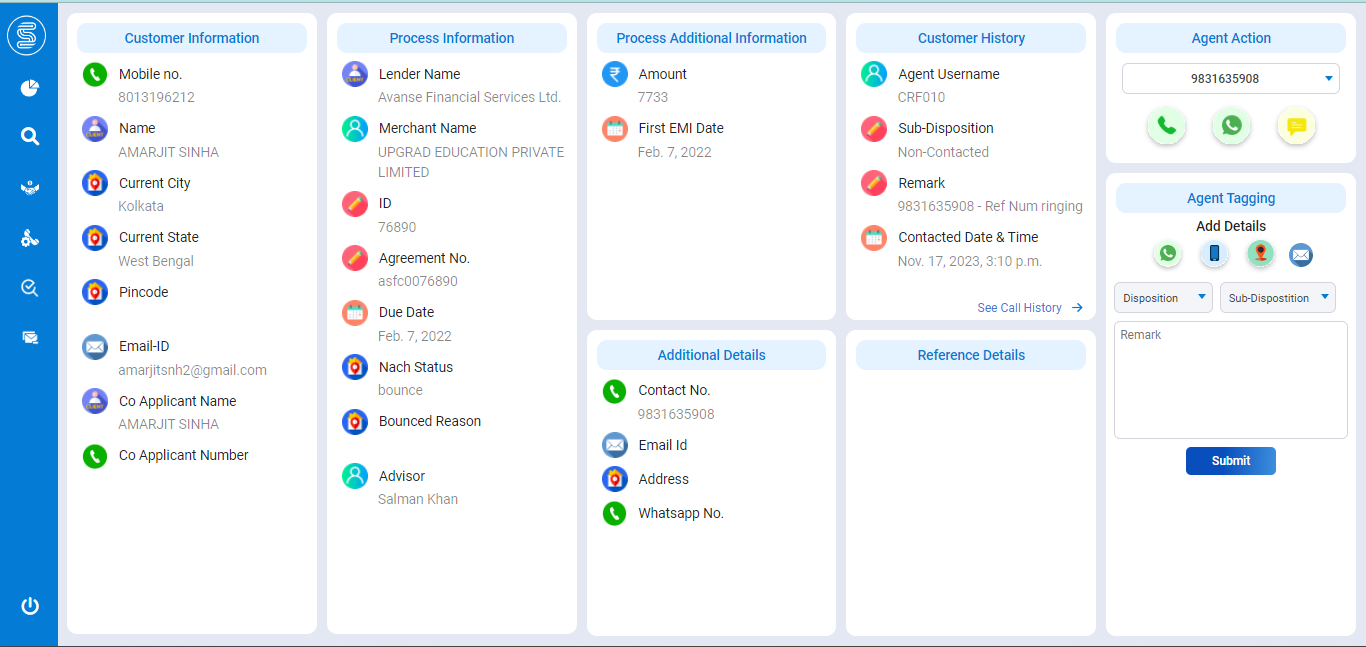 Customer Information
Mobile no.
8013196212
Name
AMARJIT SINHA
Current City
Kolkata
Current State
West Bengal
Pincode
Email-ID
amarjitsnh2@gmail.com
Co Applicant Name
AMARJIT SINHA
Co Applicant Number
Process Information
Lender Name
Avanse Financial Services Ltd.
Merchant Name
UPGRAD EDUCATION PRIVATE
LIMITED
ID
76890
Agreement No.
asfc0076890
Due Date
Feb. 7, 2022
Nach Status
bounce
Bounced Reason
Advisor
Salman Khan
Process Additional Information
Amount
7733
First EMI Date
Feb. 7, 2022
Additional Details
Contact No.
9831635908
Email Id
Address
Whatsapp No.
Customer History
Agent Username
CRF010
Sub-Disposition
Non-Contacted
Remark
9831635908 - Ref Num ringing
Contacted Date & Time
Nov. 17, 2023, 3:10 p.m.
See Call History
Reference Details
Agent Action
9831635908
Agent Tagging
Add Details
Disposition
Sub-Dispostition
Remark
Submit